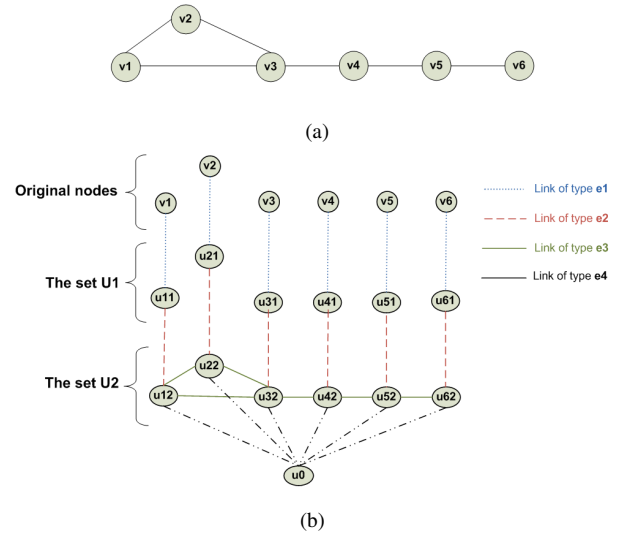 v2
v1
v3
v4
v5
v6
(a)
Original nodes
v2
v1
v3
v4
v5
v6
Link of type e1
Link of type e2
Link of type e3
Link of type e4
The set U1
u21
u11
u31
u41
u51
u61
The set U2
u22
u12
u32
u42
u52
u62
u0
(b)